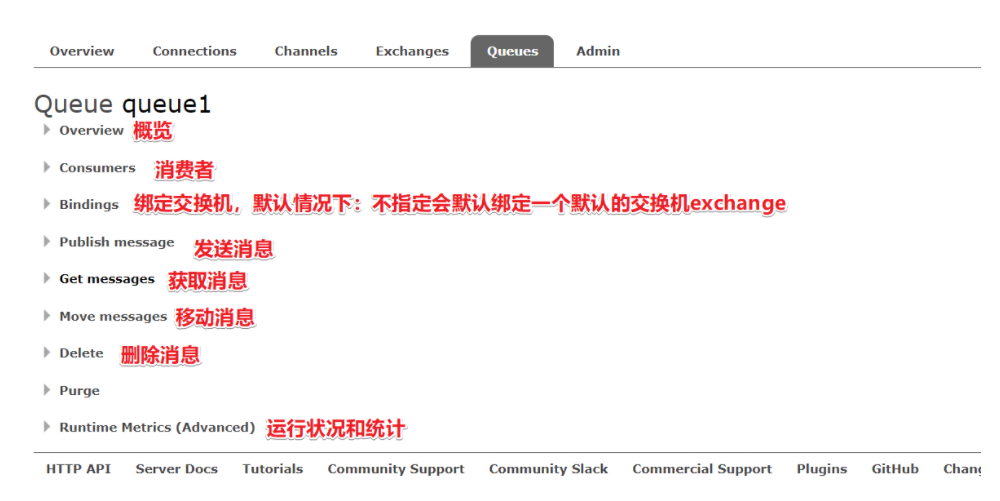 Overview Connections Channels Exchanges Queues Admin
Queue queue1
Overview 概览
Consumers 消费者
Bindings 绑定交换机，默认情况下：不指定会默认绑定一个默认的交换机exchange
Publish message 发送消息
Get messages 获取消息
Move messages 移动消息
Delete 删除消息
Purge
Runtime Metrics (Advanced) 运行状况和统计
HTTP API Server Docs Tutorials Community Support Community Slack Commercial Support Plugins GitHub Chang